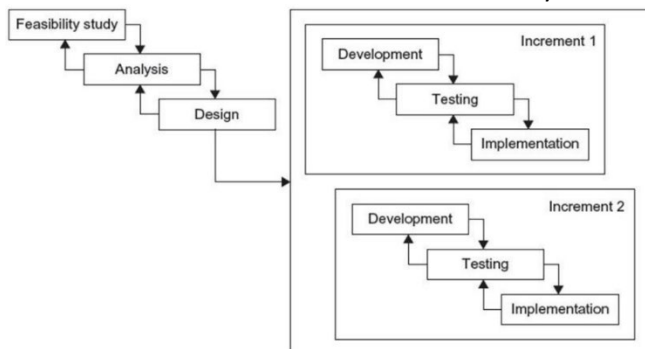 Feasibility study
Analysis
Design
Increment 1
Development
Testing
Implementation
Increment 2
Development
Testing
Implementation